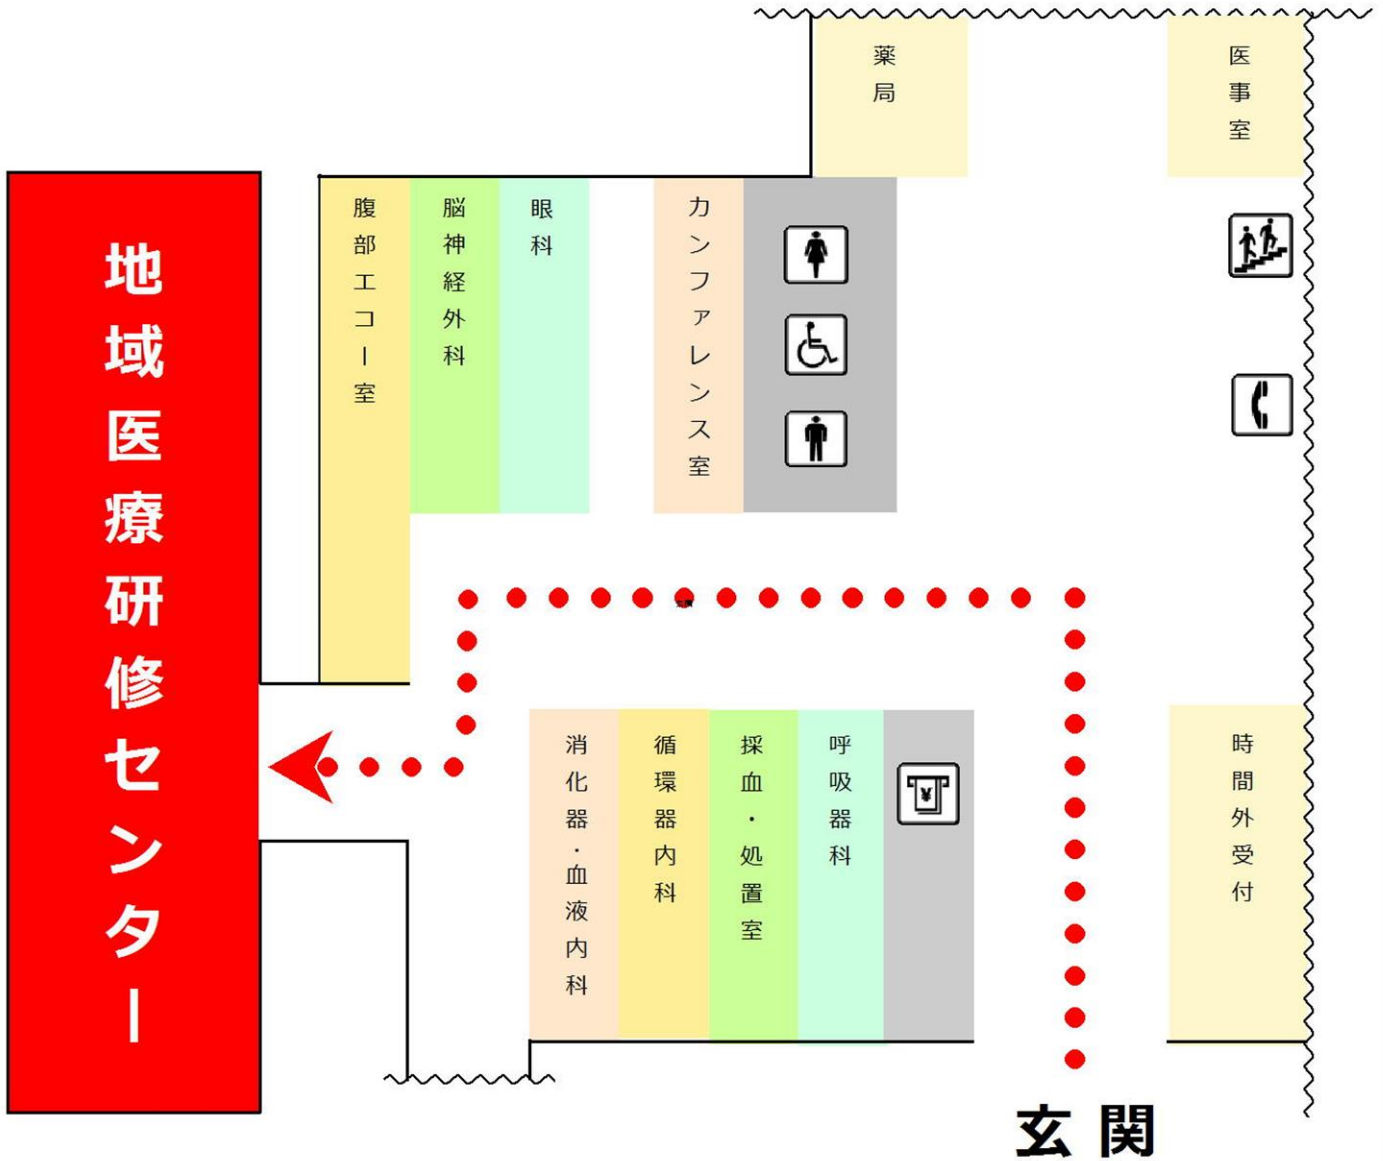 薬局
医事室
地域医療研修センター
腹部エコー室
脳神経外科
眼科
カンファレンス室
消化器・血液内科
循環器内科
採血・処置室
呼吸器科
¥
時間外受付
玄関